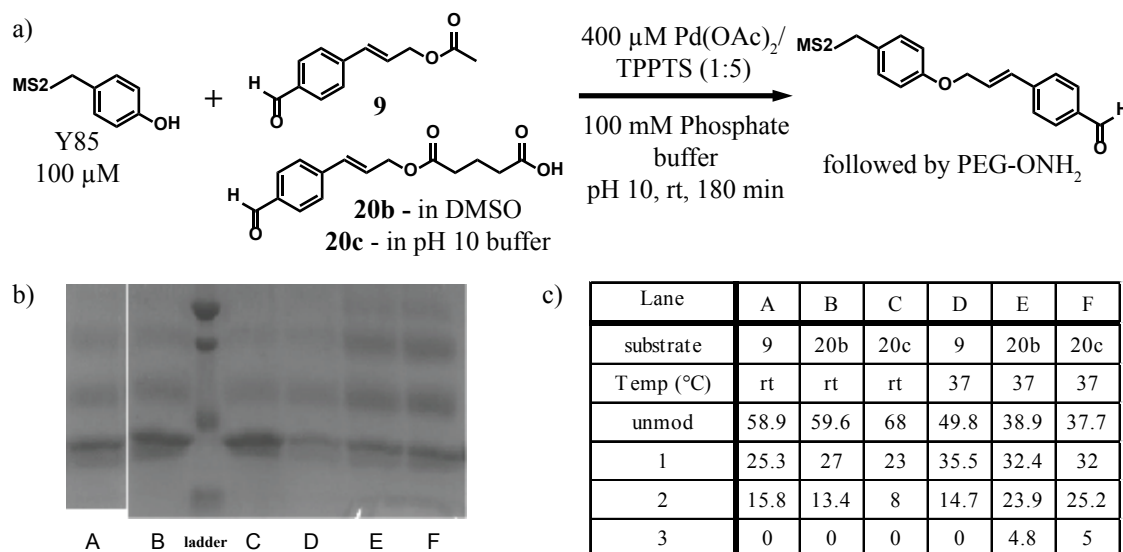 a)
MS2
OH
Y85
100 µM
+
H
O
O
O
9
H
O
O
O
O
OH
20b - in DMSO
20c - in pH 10 buffer
400 µM Pd(OAc)₂/
TPPTS (1:5)
100 mM Phosphate
buffer
pH 10, rt, 180 min
MS2
O
H
O
followed by PEG-ONH₂
b)
A B ladder C D E F
c)
Lane A B C D E F
substrate 9 20b 20c 9 20b 20c
Temp (°C) rt rt rt 37 37 37
unmod 58.9 59.6 68 49.8 38.9 37.7
1 25.3 27 23 35.5 32.4 32
2 15.8 13.4 8 14.7 23.9 25.2
3 0 0 0 0 4.8 5